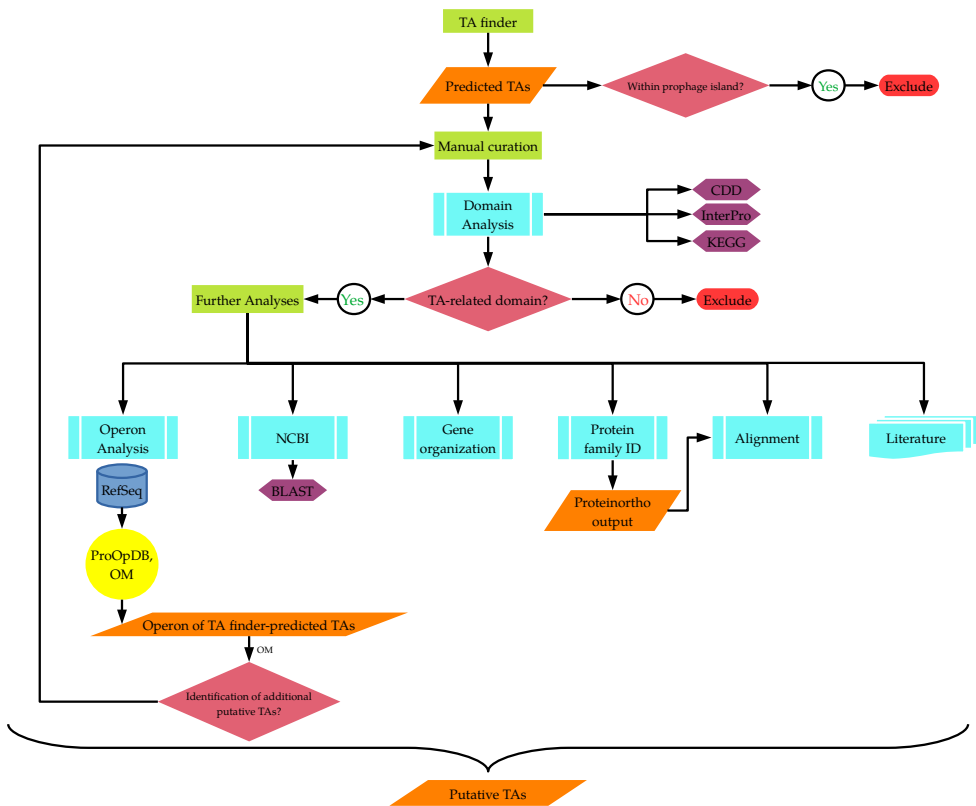 TA finder
Predicted TAs
Within prophage island?
Yes
Exclude
Manual curation
Domain
Analysis
CDD
InterPro
KEGG
Further Analyses
Yes
TA-related domain?
No
Exclude
Operon
Analysis
NCBI
Gene
organization
Protein
family ID
Alignment
Literature
RefSeq
BLAST
Proteinortho
output
ProOpDB,
OM
Operon of TA finder-predicted TAs
OM
Identification of additional
putative TAs?
Putative TAs